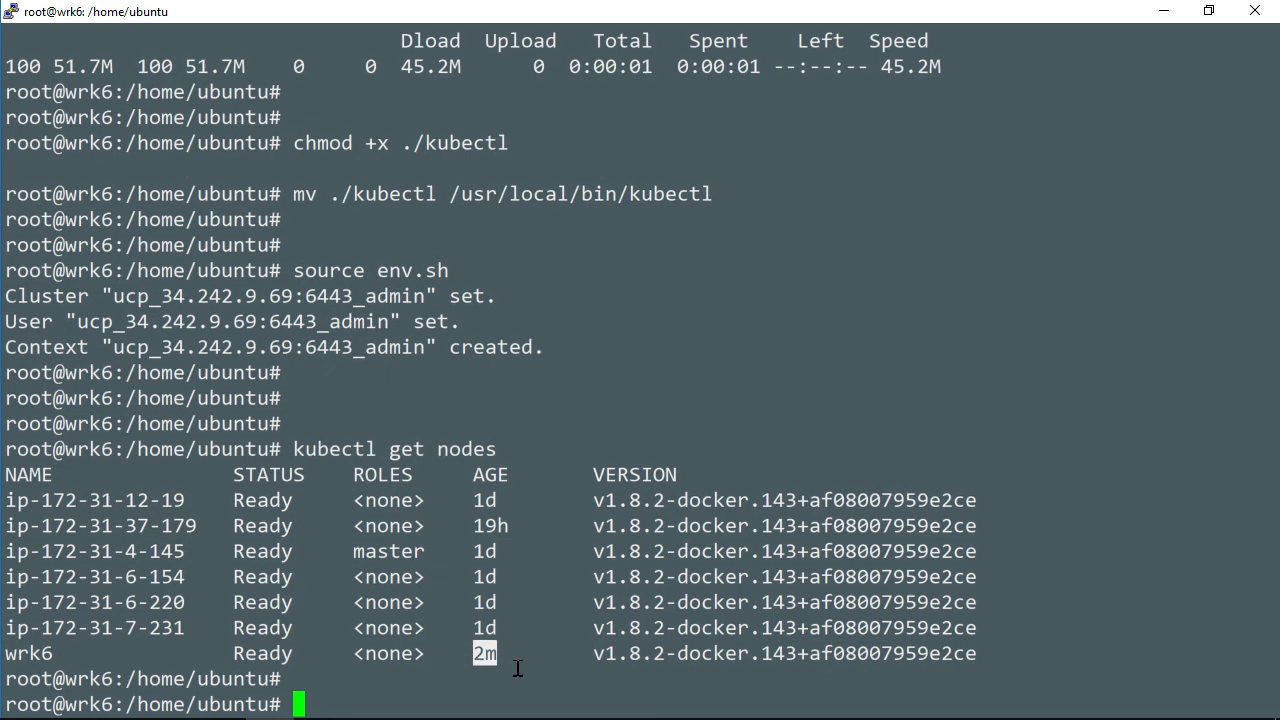 root@wrk6: /home/ubuntu
Dload Upload Total Spent Left Speed
100 51.7M 100 51.7M 0 0 45.2M 0 0:00:01 0:00:01 --:--:-- 45.2M
root@wrk6:/home/ubuntu#
root@wrk6:/home/ubuntu#
root@wrk6:/home/ubuntu# chmod +x ./kubectl
root@wrk6:/home/ubuntu# mv ./kubectl /usr/local/bin/kubectl
root@wrk6:/home/ubuntu#
root@wrk6:/home/ubuntu#
root@wrk6:/home/ubuntu# source env.sh
Cluster "ucp_34.242.9.69:6443_admin" set.
User "ucp_34.242.9.69:6443_admin" set.
Context "ucp_34.242.9.69:6443_admin" created.
root@wrk6:/home/ubuntu#
root@wrk6:/home/ubuntu#
root@wrk6:/home/ubuntu#
root@wrk6:/home/ubuntu# kubectl get nodes
NAME STATUS ROLES AGE VERSION
ip-172-31-12-19 Ready <none> 1d v1.8.2-docker.143+af08007959e2ce
ip-172-31-37-179 Ready <none> 19h v1.8.2-docker.143+af08007959e2ce
ip-172-31-4-145 Ready master 1d v1.8.2-docker.143+af08007959e2ce
ip-172-31-6-154 Ready <none> 1d v1.8.2-docker.143+af08007959e2ce
ip-172-31-6-220 Ready <none> 1d v1.8.2-docker.143+af08007959e2ce
ip-172-31-7-231 Ready <none> 1d v1.8.2-docker.143+af08007959e2ce
wrk6 Ready <none> 2m v1.8.2-docker.143+af08007959e2ce
root@wrk6:/home/ubuntu#
root@wrk6:/home/ubuntu#